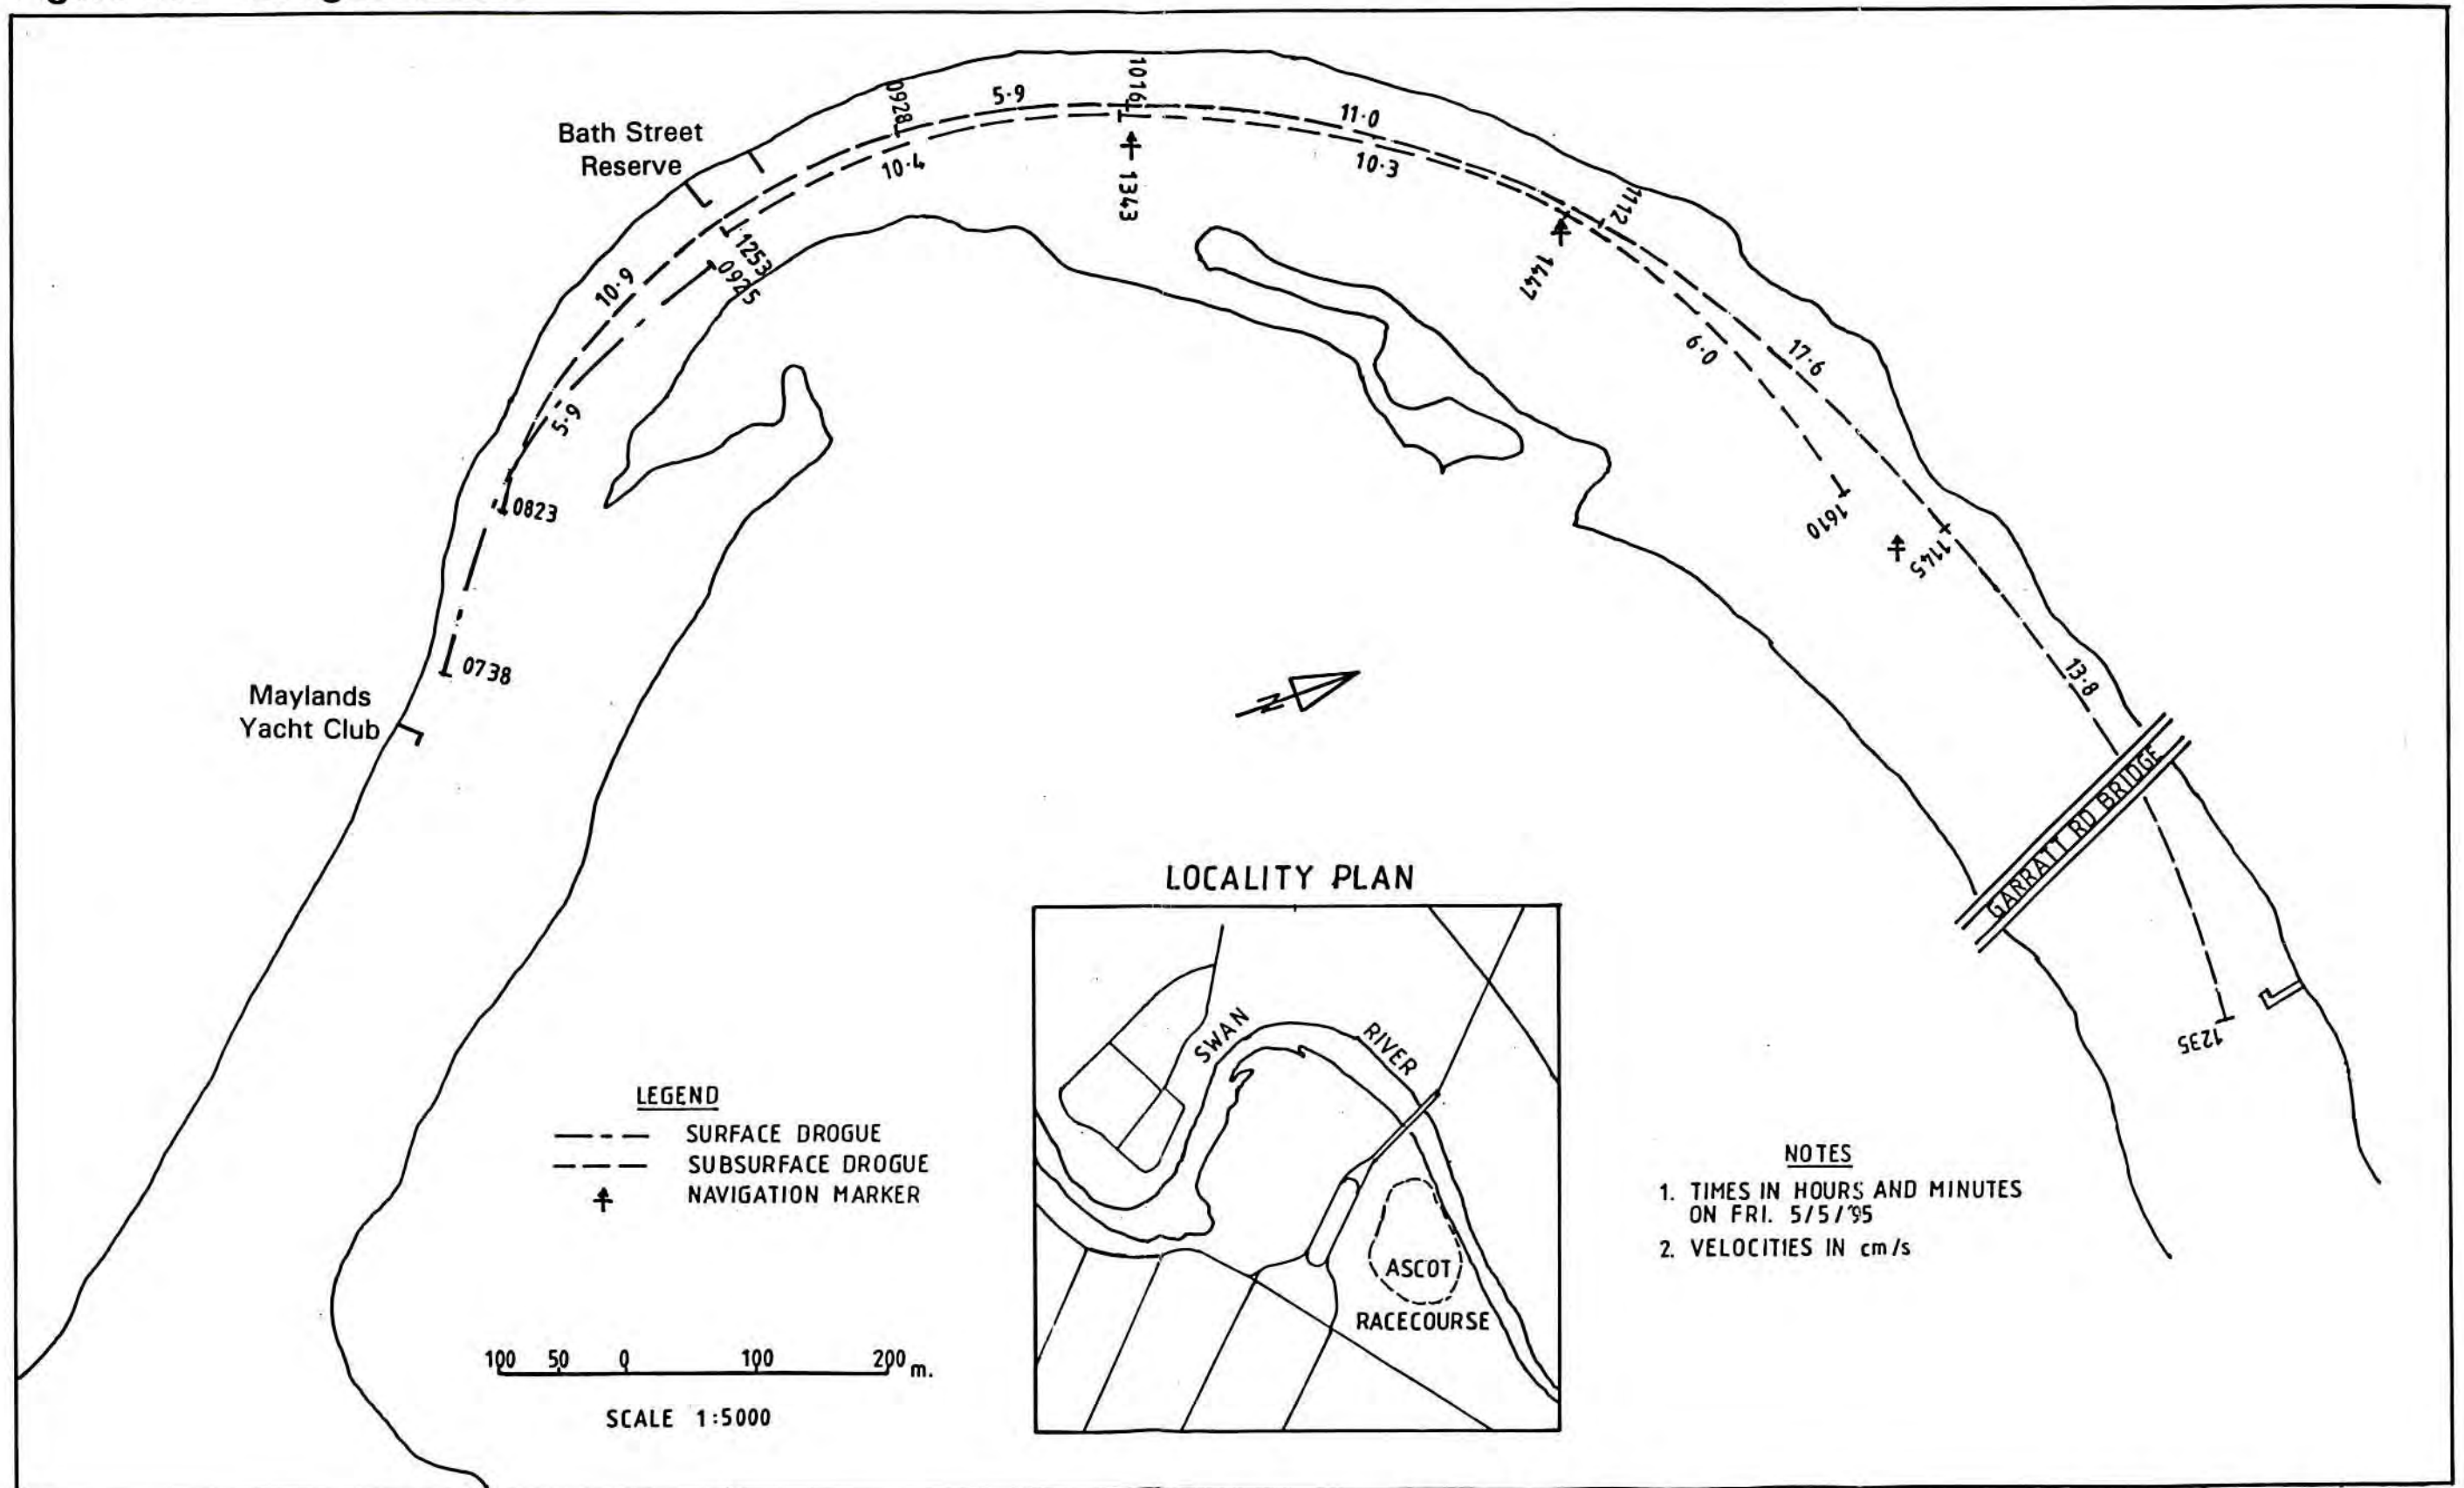 1016
0928
5·9
11·0
Bath Street
Reserve
10·4
10·3
1343
1112
1253
0925
10·9
1447
6·0
17·6
5·9
0823
1610
1145
0738
13·8
Maylands
Yacht Club
N
GARRATT RD BRIDGE
1235
LOCALITY PLAN
SWAN
RIVER
ASCOT
RACECOURSE
LEGEND
SURFACE DROGUE
SUBSURFACE DROGUE
NAVIGATION MARKER
100 50 0 100 200 m.
SCALE 1:5000
NOTES
1. TIMES IN HOURS AND MINUTES
ON FRI. 5/5/'95
2. VELOCITIES IN cm/s